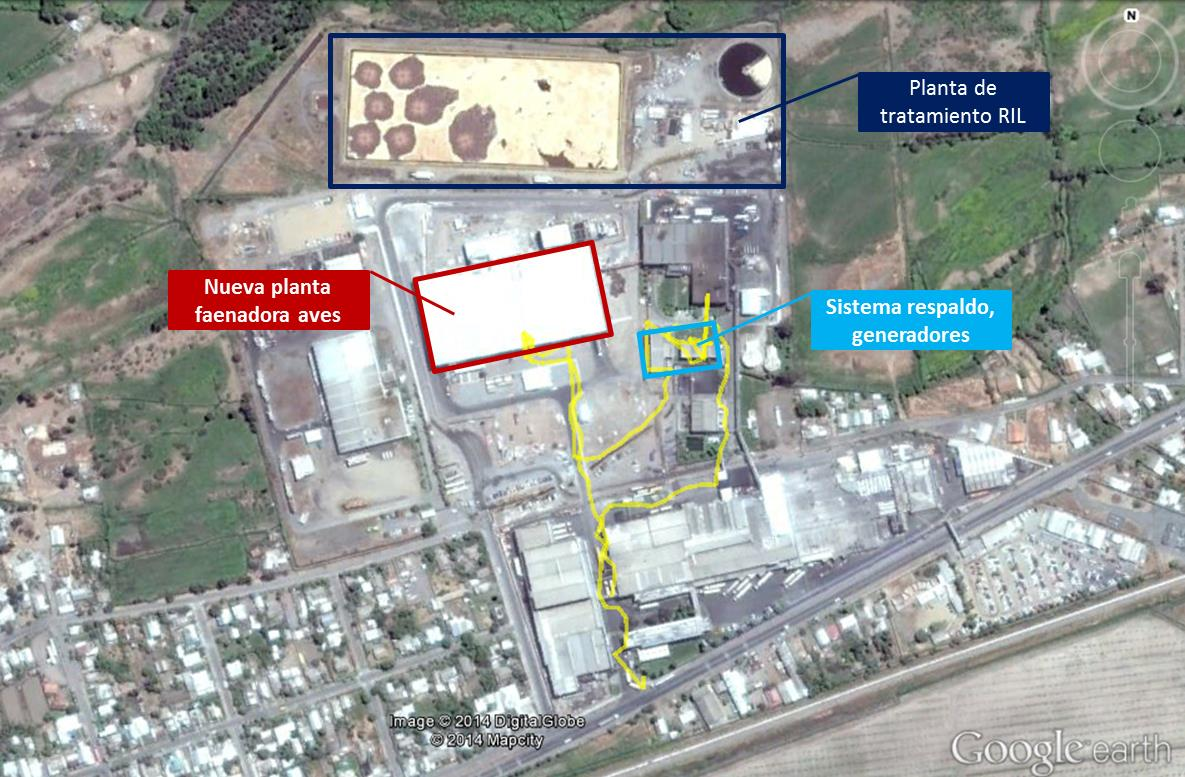 N
Planta de
tratamiento RIL
Nueva planta
faenadora aves
Sistema respaldo,
generadores
Image © 2014 DigitalGlobe
© 2014 Mapcity
Google earth